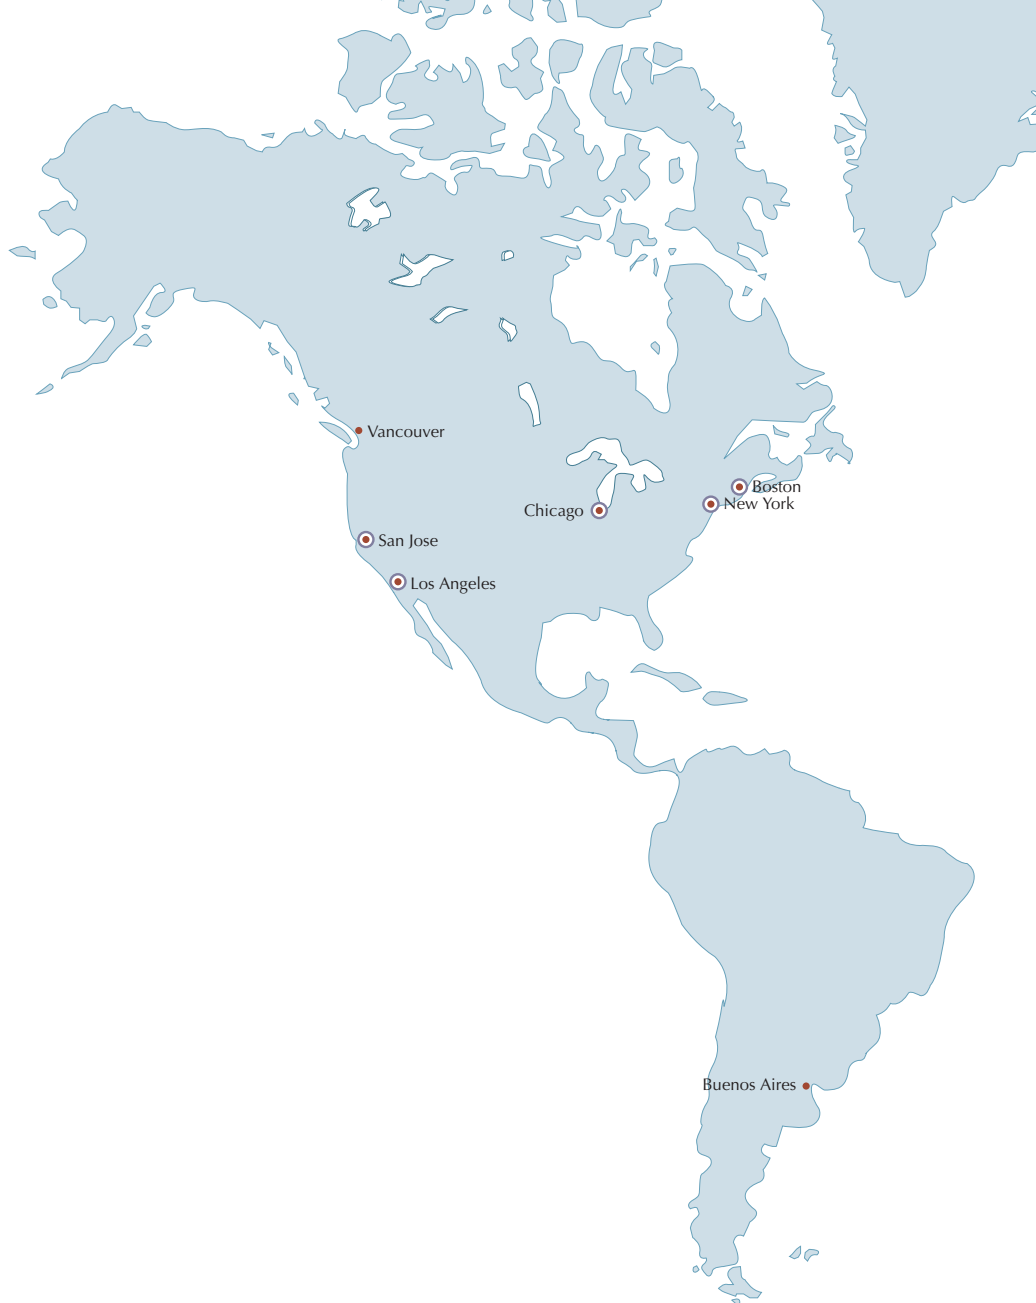 Vancouver
Boston
New York
Chicago
San Jose
Los Angeles
Buenos Aires